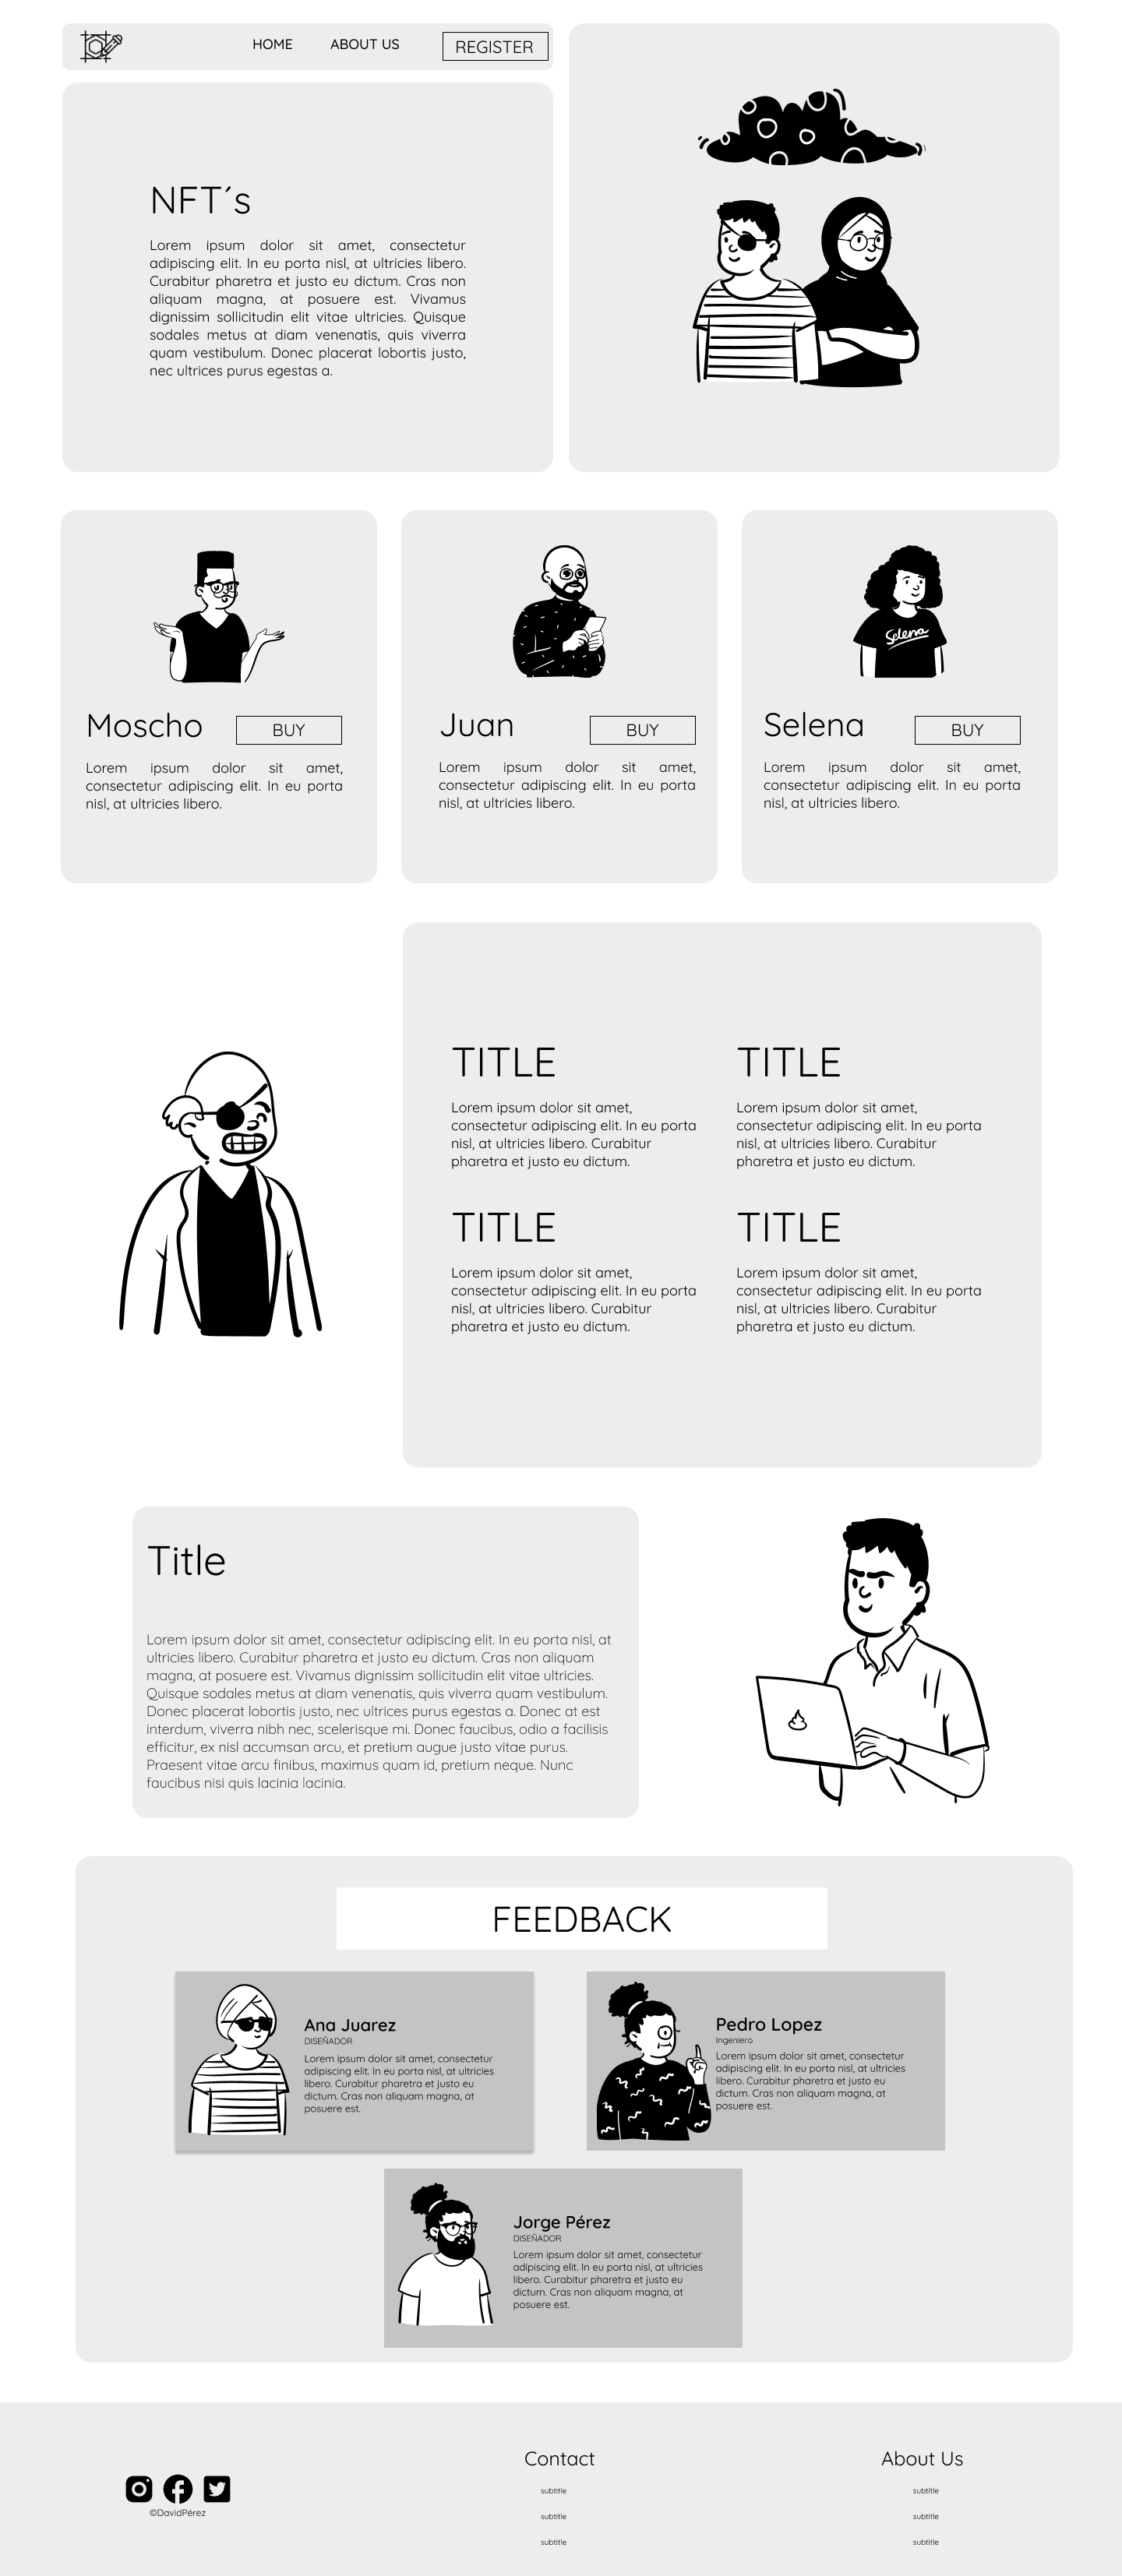 HOME ABOUT US REGISTER
NFT´s
Lorem ipsum dolor sit amet, consectetur
adipiscing elit. In eu porta nisl, at ultricies libero.
Curabitur pharetra et justo eu dictum. Cras non
aliquam magna, at posuere est. Vivamus
dignissim sollicitudin elit vitae ultricies. Quisque
sodales metus at diam venenatis, quis viverra
quam vestibulum. Donec placerat lobortis justo,
nec ultrices purus egestas a.
Moscho BUY
Lorem ipsum dolor sit amet,
consectetur adipiscing elit. In eu porta
nisl, at ultricies libero.
Juan BUY
Lorem ipsum dolor sit amet,
consectetur adipiscing elit. In eu porta
nisl, at ultricies libero.
Selena
Selena BUY
Lorem ipsum dolor sit amet,
consectetur adipiscing elit. In eu porta
nisl, at ultricies libero.
TITLE
Lorem ipsum dolor sit amet,
consectetur adipiscing elit. In eu porta
nisl, at ultricies libero. Curabitur
pharetra et justo eu dictum.
TITLE
Lorem ipsum dolor sit amet,
consectetur adipiscing elit. In eu porta
nisl, at ultricies libero. Curabitur
pharetra et justo eu dictum.
TITLE
Lorem ipsum dolor sit amet,
consectetur adipiscing elit. In eu porta
nisl, at ultricies libero. Curabitur
pharetra et justo eu dictum.
TITLE
Lorem ipsum dolor sit amet,
consectetur adipiscing elit. In eu porta
nisl, at ultricies libero. Curabitur
pharetra et justo eu dictum.
Title
Lorem ipsum dolor sit amet, consectetur adipiscing elit. In eu porta nisl, at
ultricies libero. Curabitur pharetra et justo eu dictum. Cras non aliquam
magna, at posuere est. Vivamus dignissim sollicitudin elit vitae ultricies.
Quisque sodales metus at diam venenatis, quis viverra quam vestibulum.
Donec placerat lobortis justo, nec ultrices purus egestas a. Donec at est
interdum, viverra nibh nec, scelerisque mi. Donec faucibus, odio a facilisis
efficitur, ex nisl accumsan arcu, et pretium augue justo vitae purus.
Praesent vitae arcu finibus, maximus quam id, pretium neque. Nunc
faucibus nisi quis lacinia lacinia.
FEEDBACK
Ana Juarez
DISEÑADOR
Lorem ipsum dolor sit amet, consectetur
adipiscing elit. In eu porta nisl, at ultricies
libero. Curabitur pharetra et justo eu
dictum. Cras non aliquam magna, at
posuere est.
Pedro Lopez
Ingeniero
Lorem ipsum dolor sit amet, consectetur
adipiscing elit. In eu porta nisl, at ultricies
libero. Curabitur pharetra et justo eu
dictum. Cras non aliquam magna, at
posuere est.
Jorge Pérez
DISEÑADOR
Lorem ipsum dolor sit amet, consectetur
adipiscing elit. In eu porta nisl, at ultricies
libero. Curabitur pharetra et justo eu
dictum. Cras non aliquam magna, at
posuere est.
©DavidPérez
Contact
subtitle
subtitle
subtitle
About Us
subtitle
subtitle
subtitle